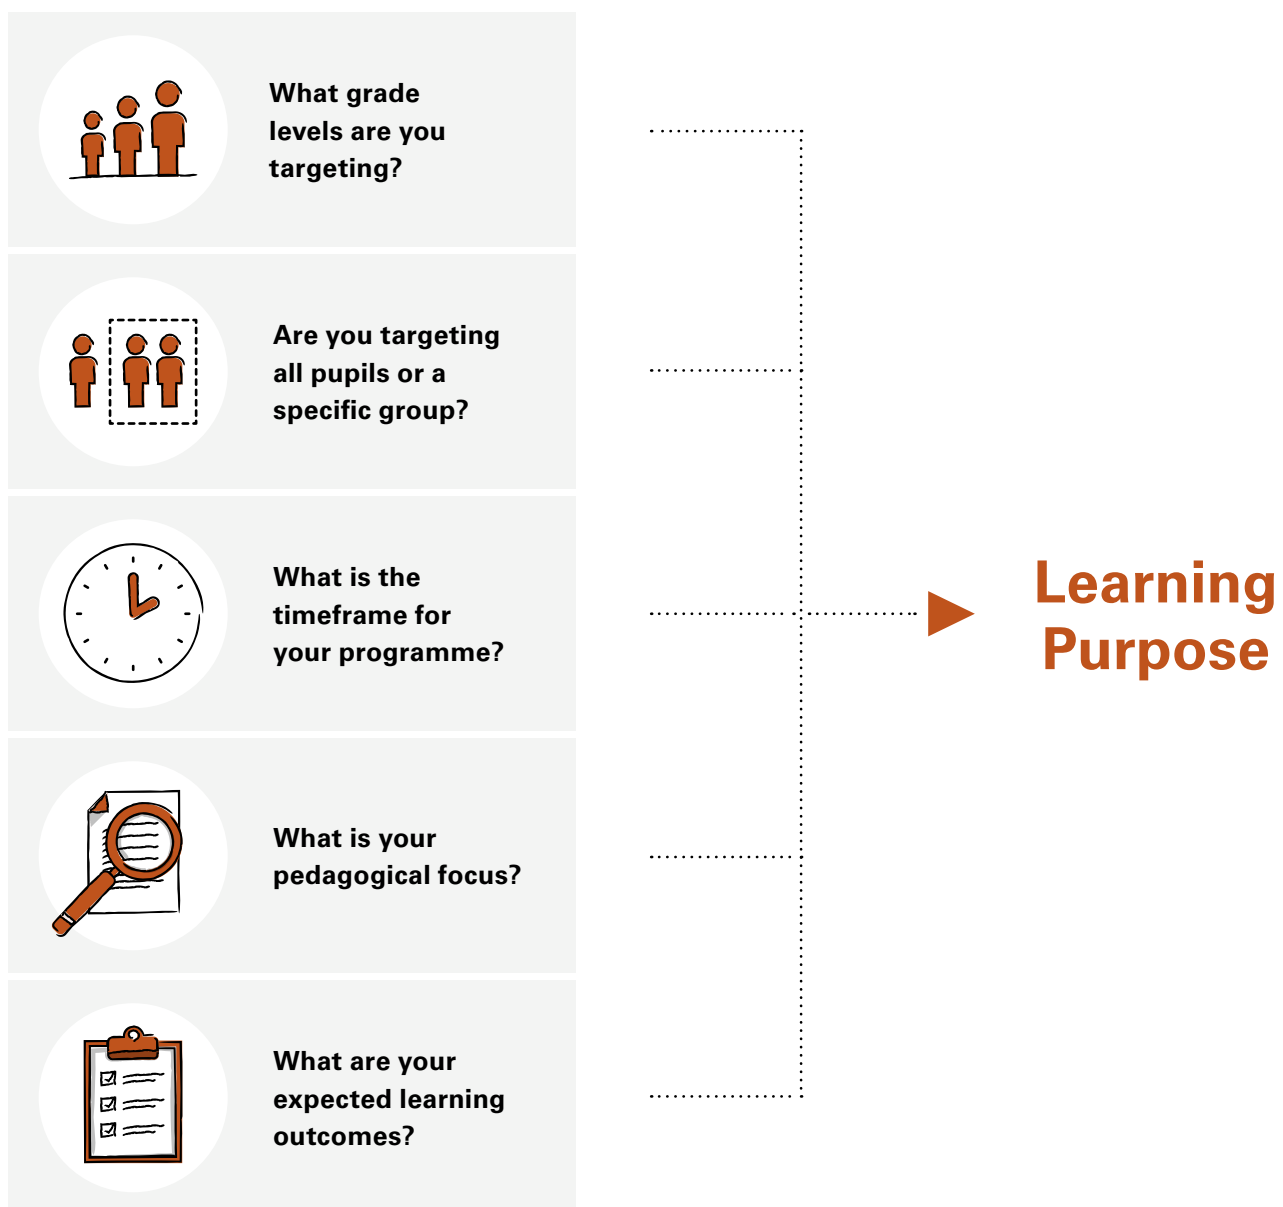 What grade
levels are you
targeting?
Are you targeting
all pupils or a
specific group?
What is the
timeframe for
your programme?
What is your
pedagogical focus?
What are your
expected learning
outcomes?
Learning
Purpose